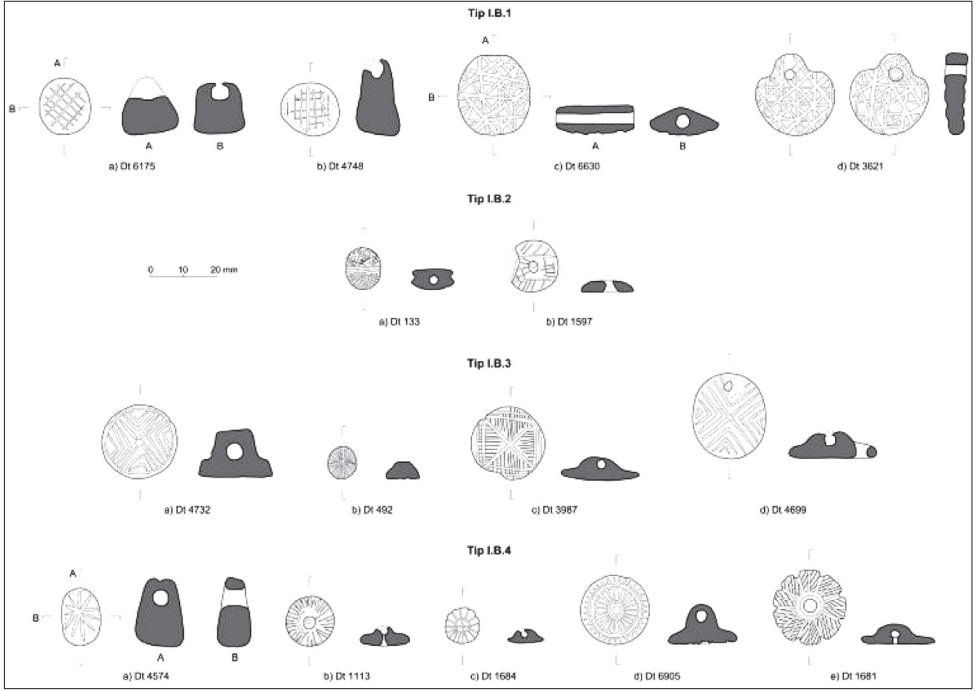 Tip I.B.1
A
B
A
B
A
B
A
B
a) Dt 6175
b) Dt 4748
c) Dt 6630
d) Dt 3621
Tip I.B.2
0 10 20 mm
a) Dt 133
b) Dt 1597
Tip I.B.3
a) Dt 4732
b) Dt 492
c) Dt 3987
d) Dt 4699
Tip I.B.4
A
B
A
B
a) Dt 4574
b) Dt 1113
c) Dt 1684
d) Dt 6905
e) Dt 1681